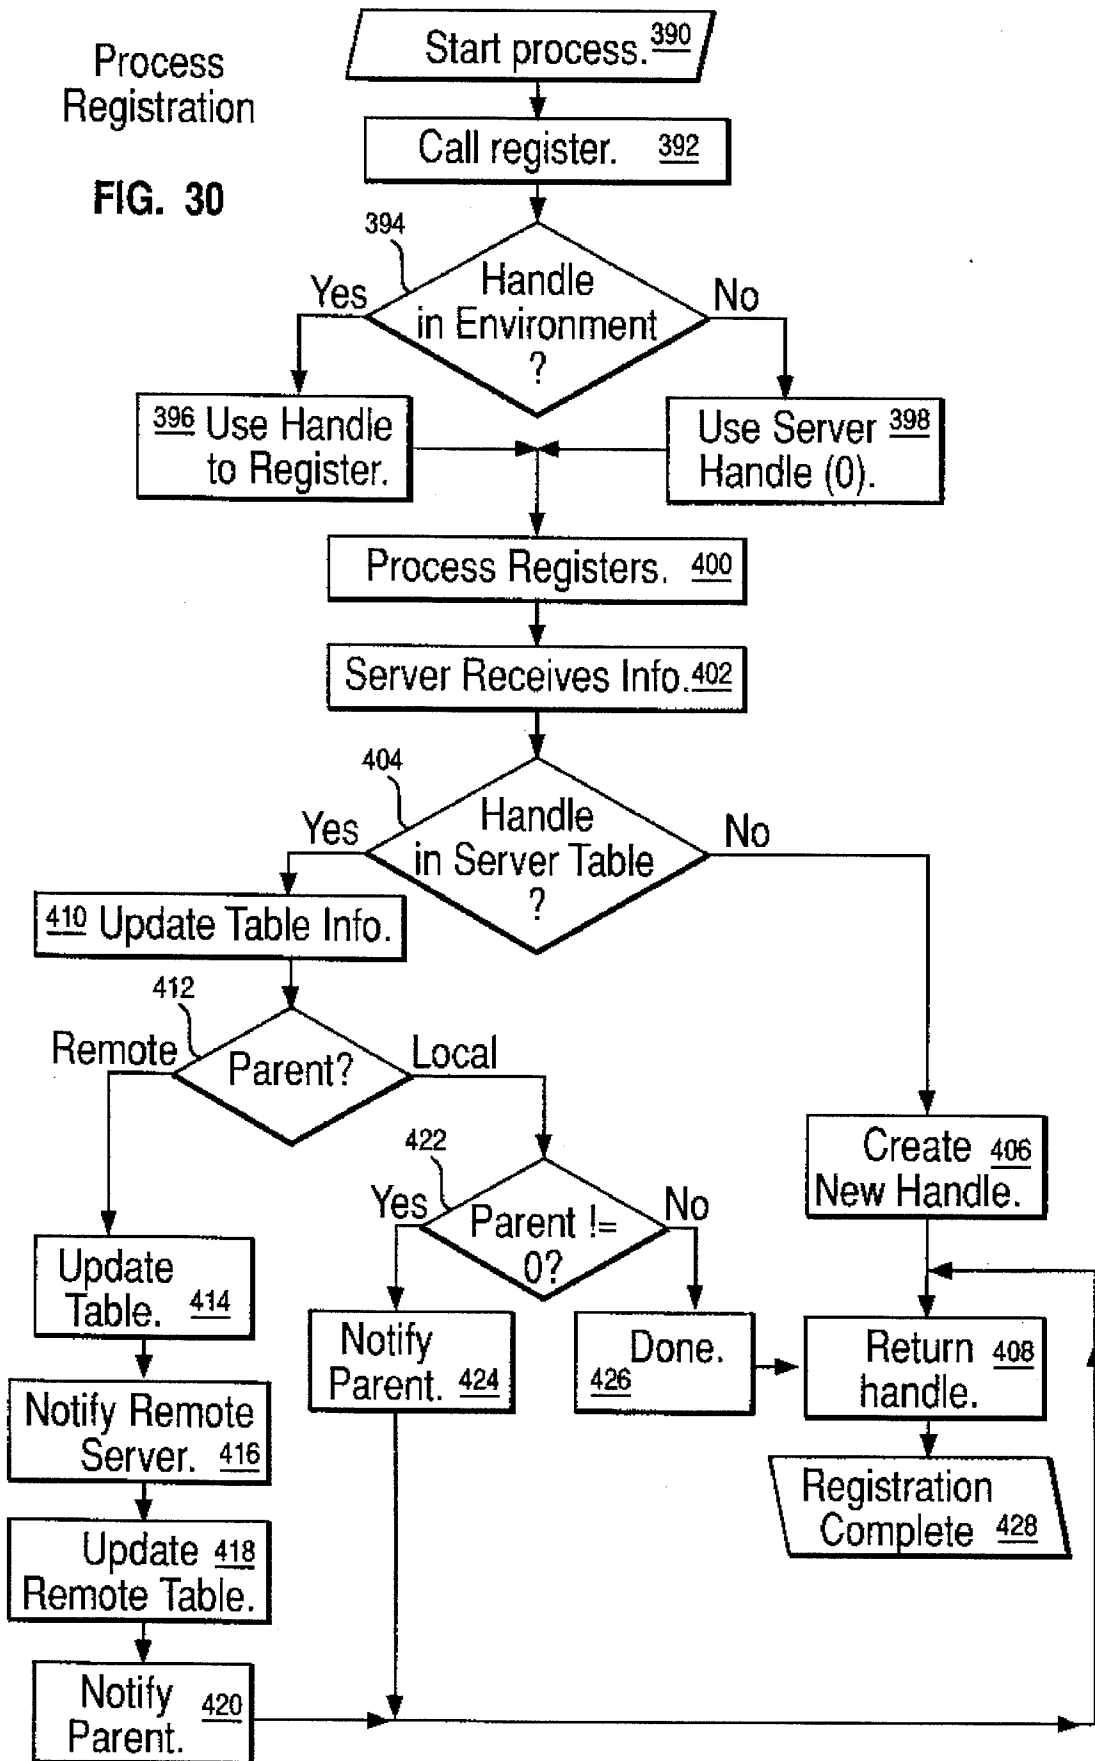 Process
Registration
FIG. 30
Start process. 390
Call register. 392
394
Handle
in Environment
?
Yes
No
396 Use Handle
to Register.
Use Server 398
Handle (0).
Process Registers. 400
Server Receives Info. 402
404
Handle
in Server Table
?
Yes
No
410 Update Table Info.
412
Parent?
Remote
Local
422
Parent !=
0?
Yes
No
Create 406
New Handle.
Update
Table. 414
Notify
Parent. 424
Done.
426
Return 408
handle.
Notify Remote
Server. 416
Registration
Complete 428
Update 418
Remote Table.
Notify 420
Parent.